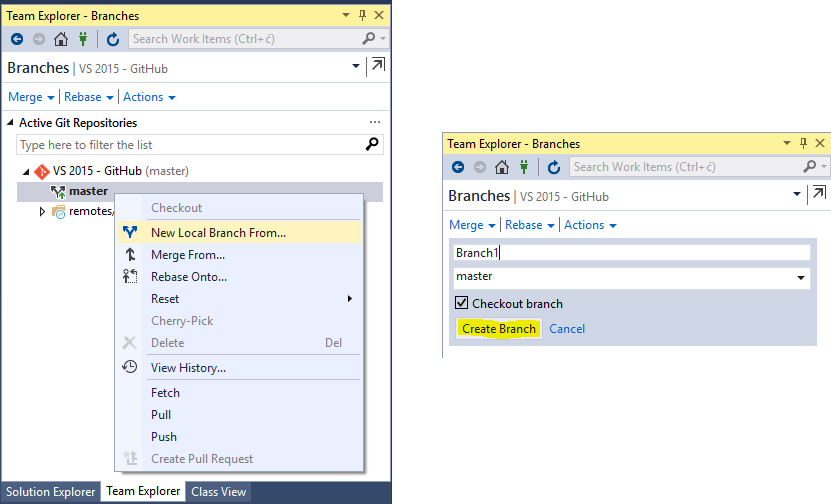 Team Explorer - Branches
Search Work Items (Ctrl+č)
Branches | VS 2015 - GitHub
Merge | Rebase | Actions
Active Git Repositories
Type here to filter the list
VS 2015 - GitHub (master)
master
remotes/
Checkout
New Local Branch From...
Merge From...
Rebase Onto...
Reset
Cherry-Pick
Delete Del
View History...
Fetch
Pull
Push
Create Pull Request
Solution Explorer Team Explorer Class View
Team Explorer - Branches
Search Work Items (Ctrl+č)
Branches | VS 2015 - GitHub
Merge | Rebase | Actions
Branch1
master
Checkout branch
Create Branch Cancel